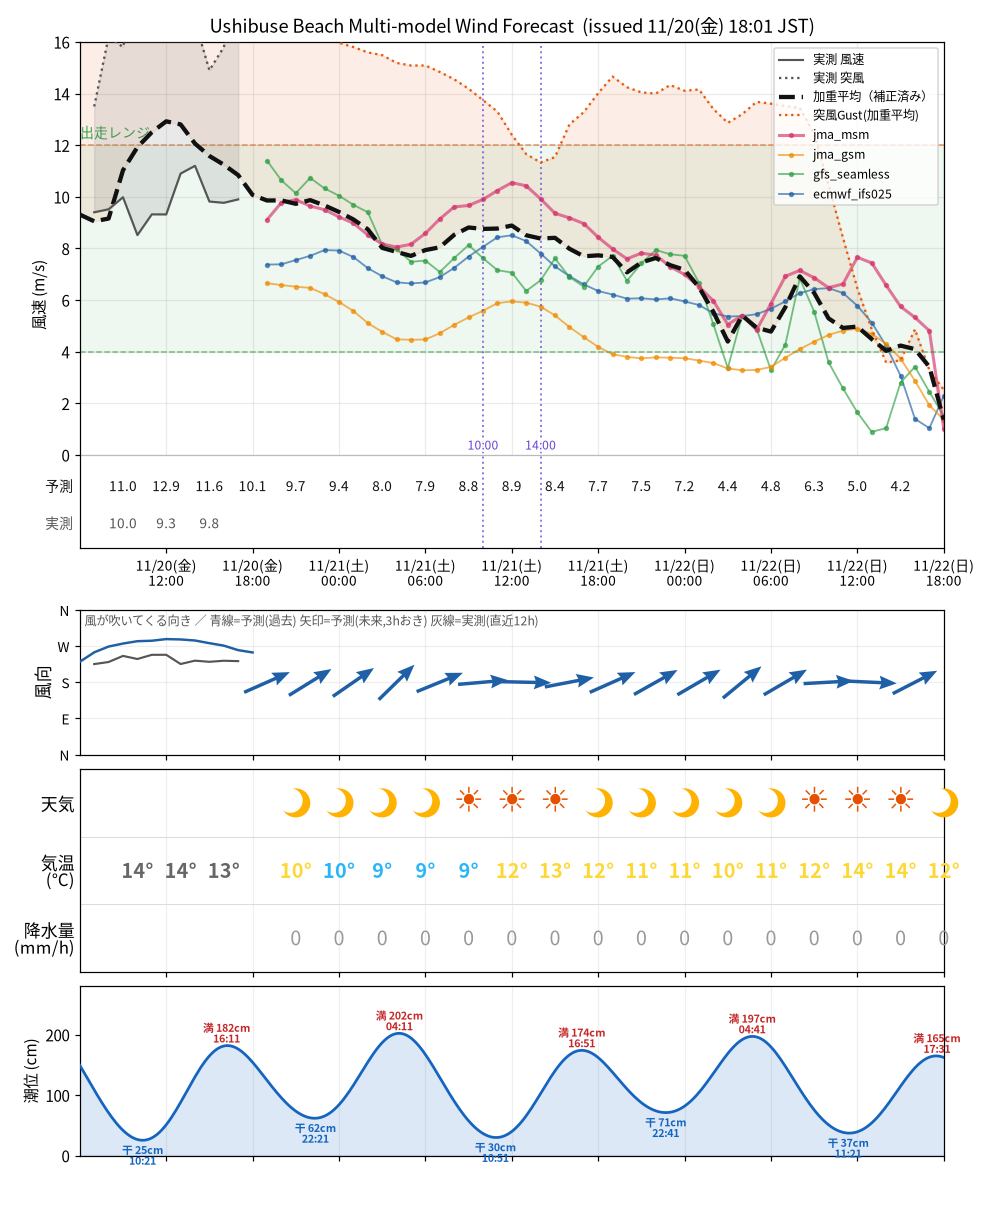 Ushibuse Beach Multi-model Wind Forecast (issued 11/20(金) 18:01 JST)
風速 (m/s)
16
14
12
10
8
6
4
2
0
出走レンジ
実測 風速
実測 突風
加重平均（補正済み）
突風Gust(加重平均)
jma_msm
jma_gsm
gfs_seamless
ecmwf_ifs025
10:00 14:00
予測 11.0 12.9 11.6 10.1 9.7 9.4 8.0 7.9 8.8 8.9 8.4 7.7 7.5 7.2 4.4 4.8 6.3 5.0 4.2
実測 10.0 9.3 9.8
11/20(金) 11/20(金) 11/21(土) 11/21(土) 11/21(土) 11/21(土) 11/22(日) 11/22(日) 11/22(日) 11/22(日)
12:00 18:00 00:00 06:00 12:00 18:00 00:00 06:00 12:00 18:00
風向
N
W
S
E
N
風が吹いてくる向き ／ 青線=予測(過去) 矢印=予測(未来,3hおき) 灰線=実測(直近12h)
天気
気温
(°C)
14° 14° 13° 10° 10° 9° 9° 9° 12° 13° 12° 11° 11° 10° 11° 12° 14° 14° 12°
降水量
(mm/h)
0 0 0 0 0 0 0 0 0 0 0 0 0 0 0 0
潮位 (cm)
200
100
0
満 182cm
16:11
満 202cm
04:11
満 174cm
16:51
満 197cm
04:41
満 165cm
17:31
干 25cm
10:21
干 62cm
22:21
干 30cm
10:51
干 71cm
22:41
干 37cm
11:21